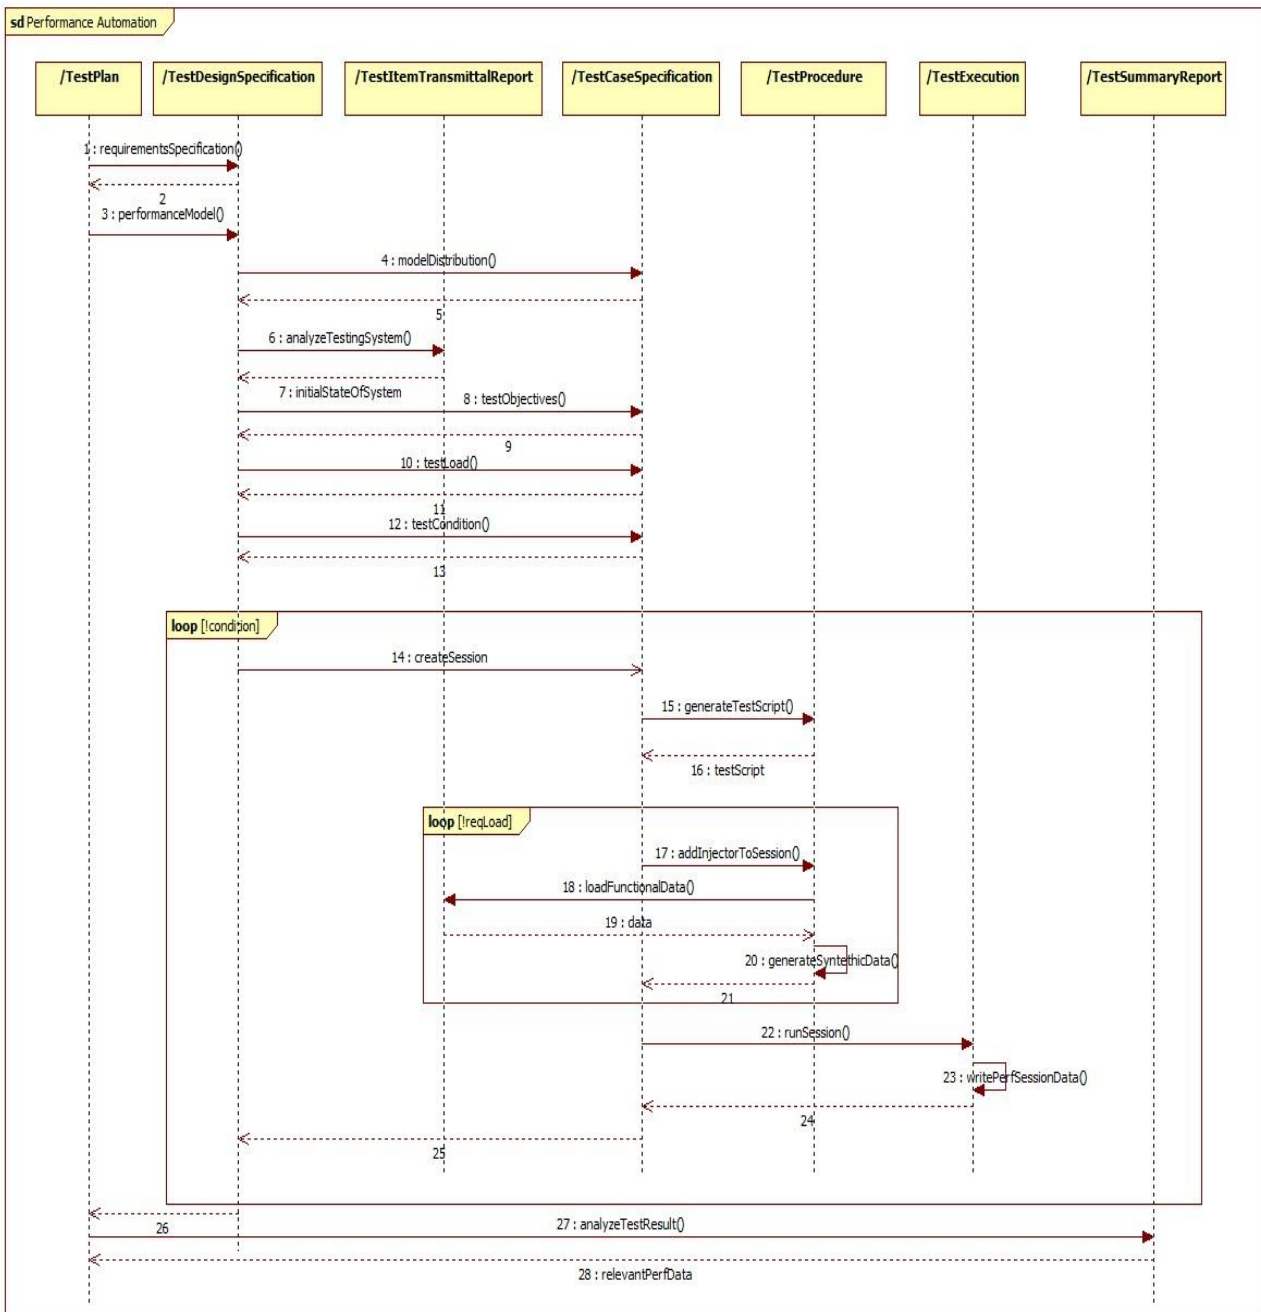 sd Performance Automation
/TestPlan
/TestDesignSpecification
/TestItemTransmittalReport
/TestCaseSpecification
/TestProcedure
/TestExecution
/TestSummaryReport
1 : requirementsSpecification()
2
3 : performanceModel()
4 : modelDistribution()
5
6 : analyzeTestingSystem()
7 : initialStateOfSystem
8 : testObjectives()
9
10 : testLoad()
11
12 : testCondition()
13
loop [!condition]
14 : createSession
15 : generateTestScript()
16 : testScript
loop [!reqLoad]
17 : addInjectorToSession()
18 : loadFunctionalData()
19 : data
20 : generateSyntethicData()
21
22 : runSession()
23 : writePerfSessionData()
24
25
26
27 : analyzeTestResult()
28 : relevantPerfData